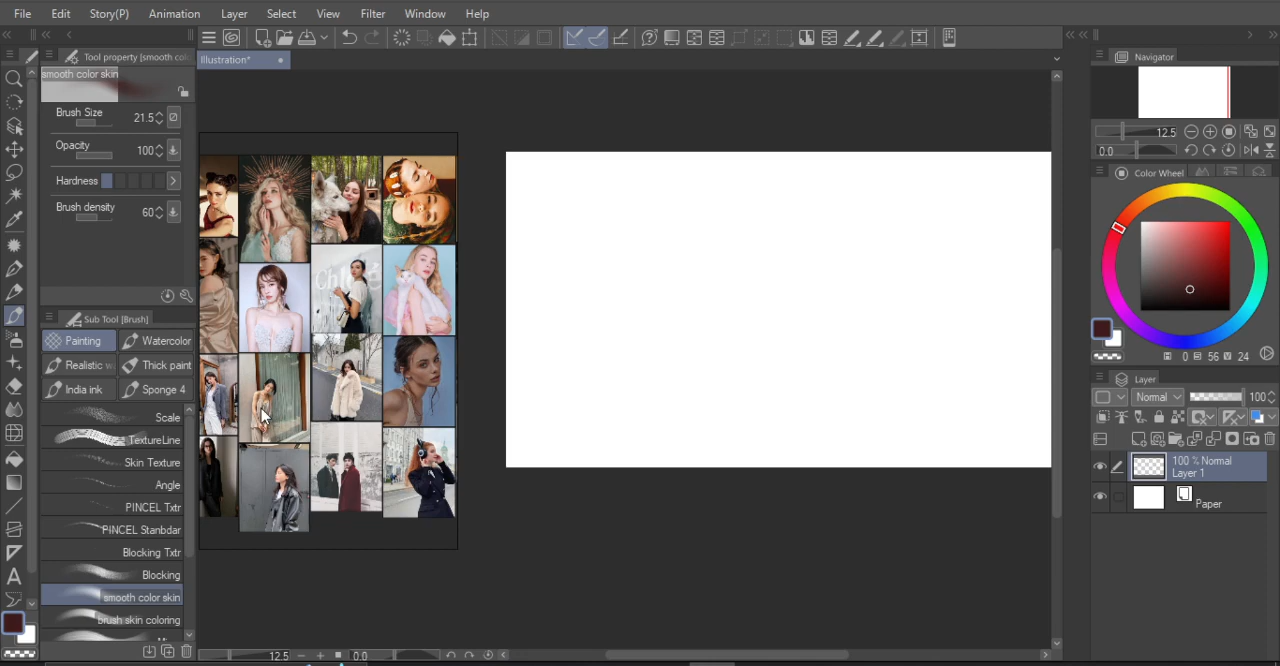 File Edit Story(P) Animation Layer Select View Filter Window Help
Tool property [smooth col
smooth color skin
Brush Size 21.5
Opacity 100
Hardness
Brush density 60
Sub Tool [Brush]
Painting Watercolor
Realistic w Thick paint
India ink Sponge 4
Scale
TextureLine
Skin Texture
Angle
PINCEL Txtr
PINCEL Stanbdar
Blocking Txtr
Blocking
smooth color skin
brush skin coloring
Illustration*
12.5 0.0
Navigator
12.5
0.0
Color Wheel
0 56 24
Layer
Normal 100
100 % Normal
Layer 1
Paper